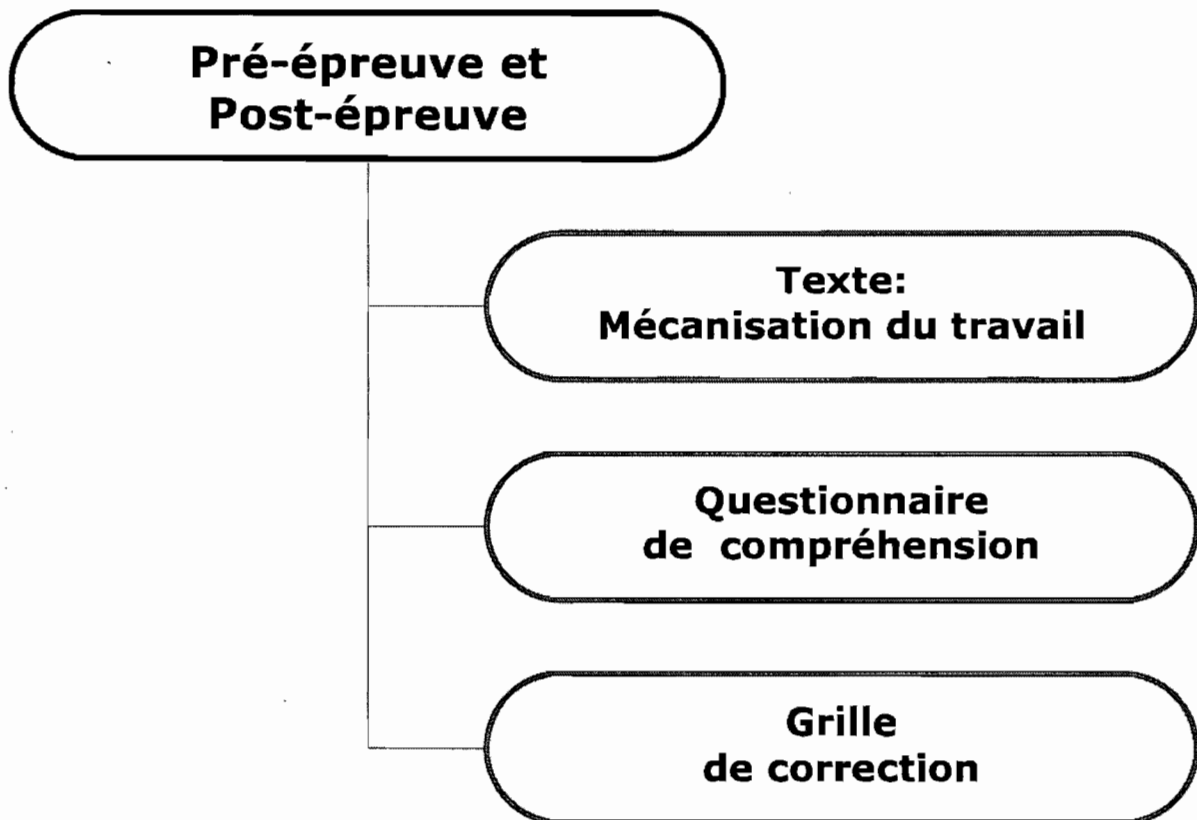 Pré-épreuve et
Post-épreuve
Texte:
Mécanisation du travail
Questionnaire
de compréhension
Grille
de correction